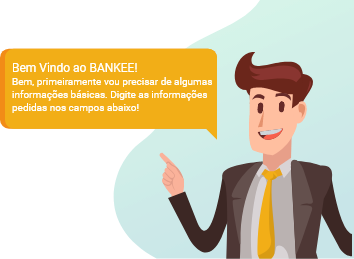 Bem Vindo ao BANKEE!
Bem, primeiramente vou precisar de algumas
informações básicas. Digite as informações
pedidas nos campos abaixo!